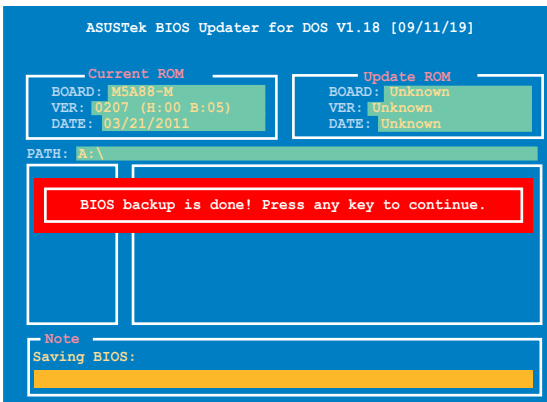 ASUSTek BIOS Updater for DOS V1.18 [09/11/19]
Current ROM
BOARD: M5A88-M
VER: 0207 (H:00 B:05)
DATE: 03/21/2011
Update ROM
BOARD: Unknown
VER: Unknown
DATE: Unknown
PATH: A:\
BIOS backup is done! Press any key to continue.
Note
Saving BIOS: